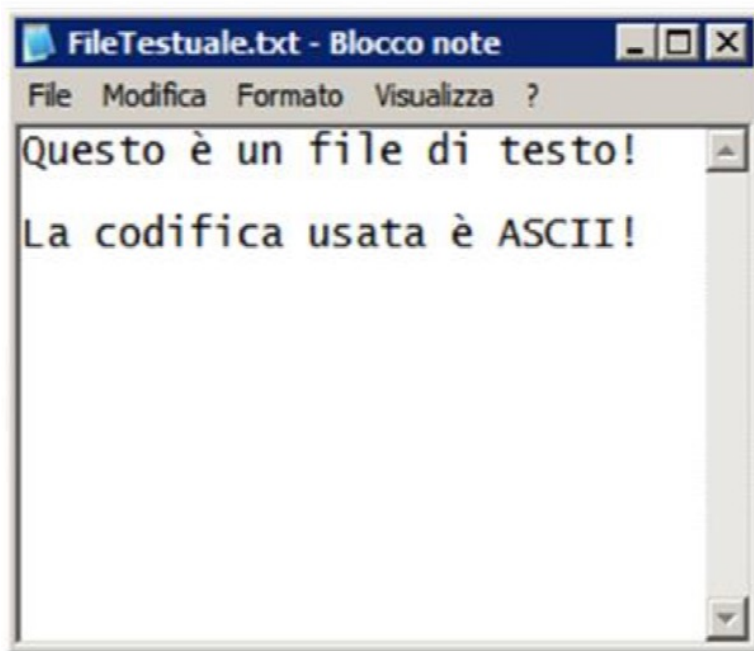 FileTestuale.txt - Blocco note
File Modifica Formato Visualizza ?
Questo è un file di testo!
La codifica usata è ASCII!